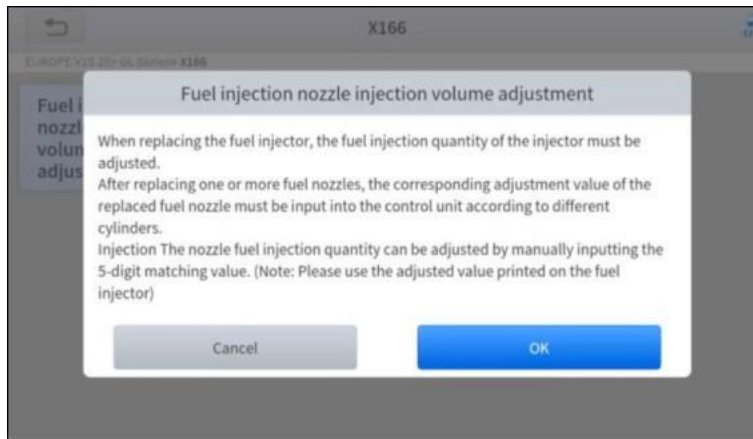 X166
EUROPE V10.10> GL-Series> X166
Fuel i
nozzl
volun
adjus
Fuel injection nozzle injection volume adjustment
When replacing the fuel injector, the fuel injection quantity of the injector must be
adjusted.
After replacing one or more fuel nozzles, the corresponding adjustment value of the
replaced fuel nozzle must be input into the control unit according to different
cylinders.
Injection The nozzle fuel injection quantity can be adjusted by manually inputting the
5-digit matching value. (Note: Please use the adjusted value printed on the fuel
injector)
Cancel
OK